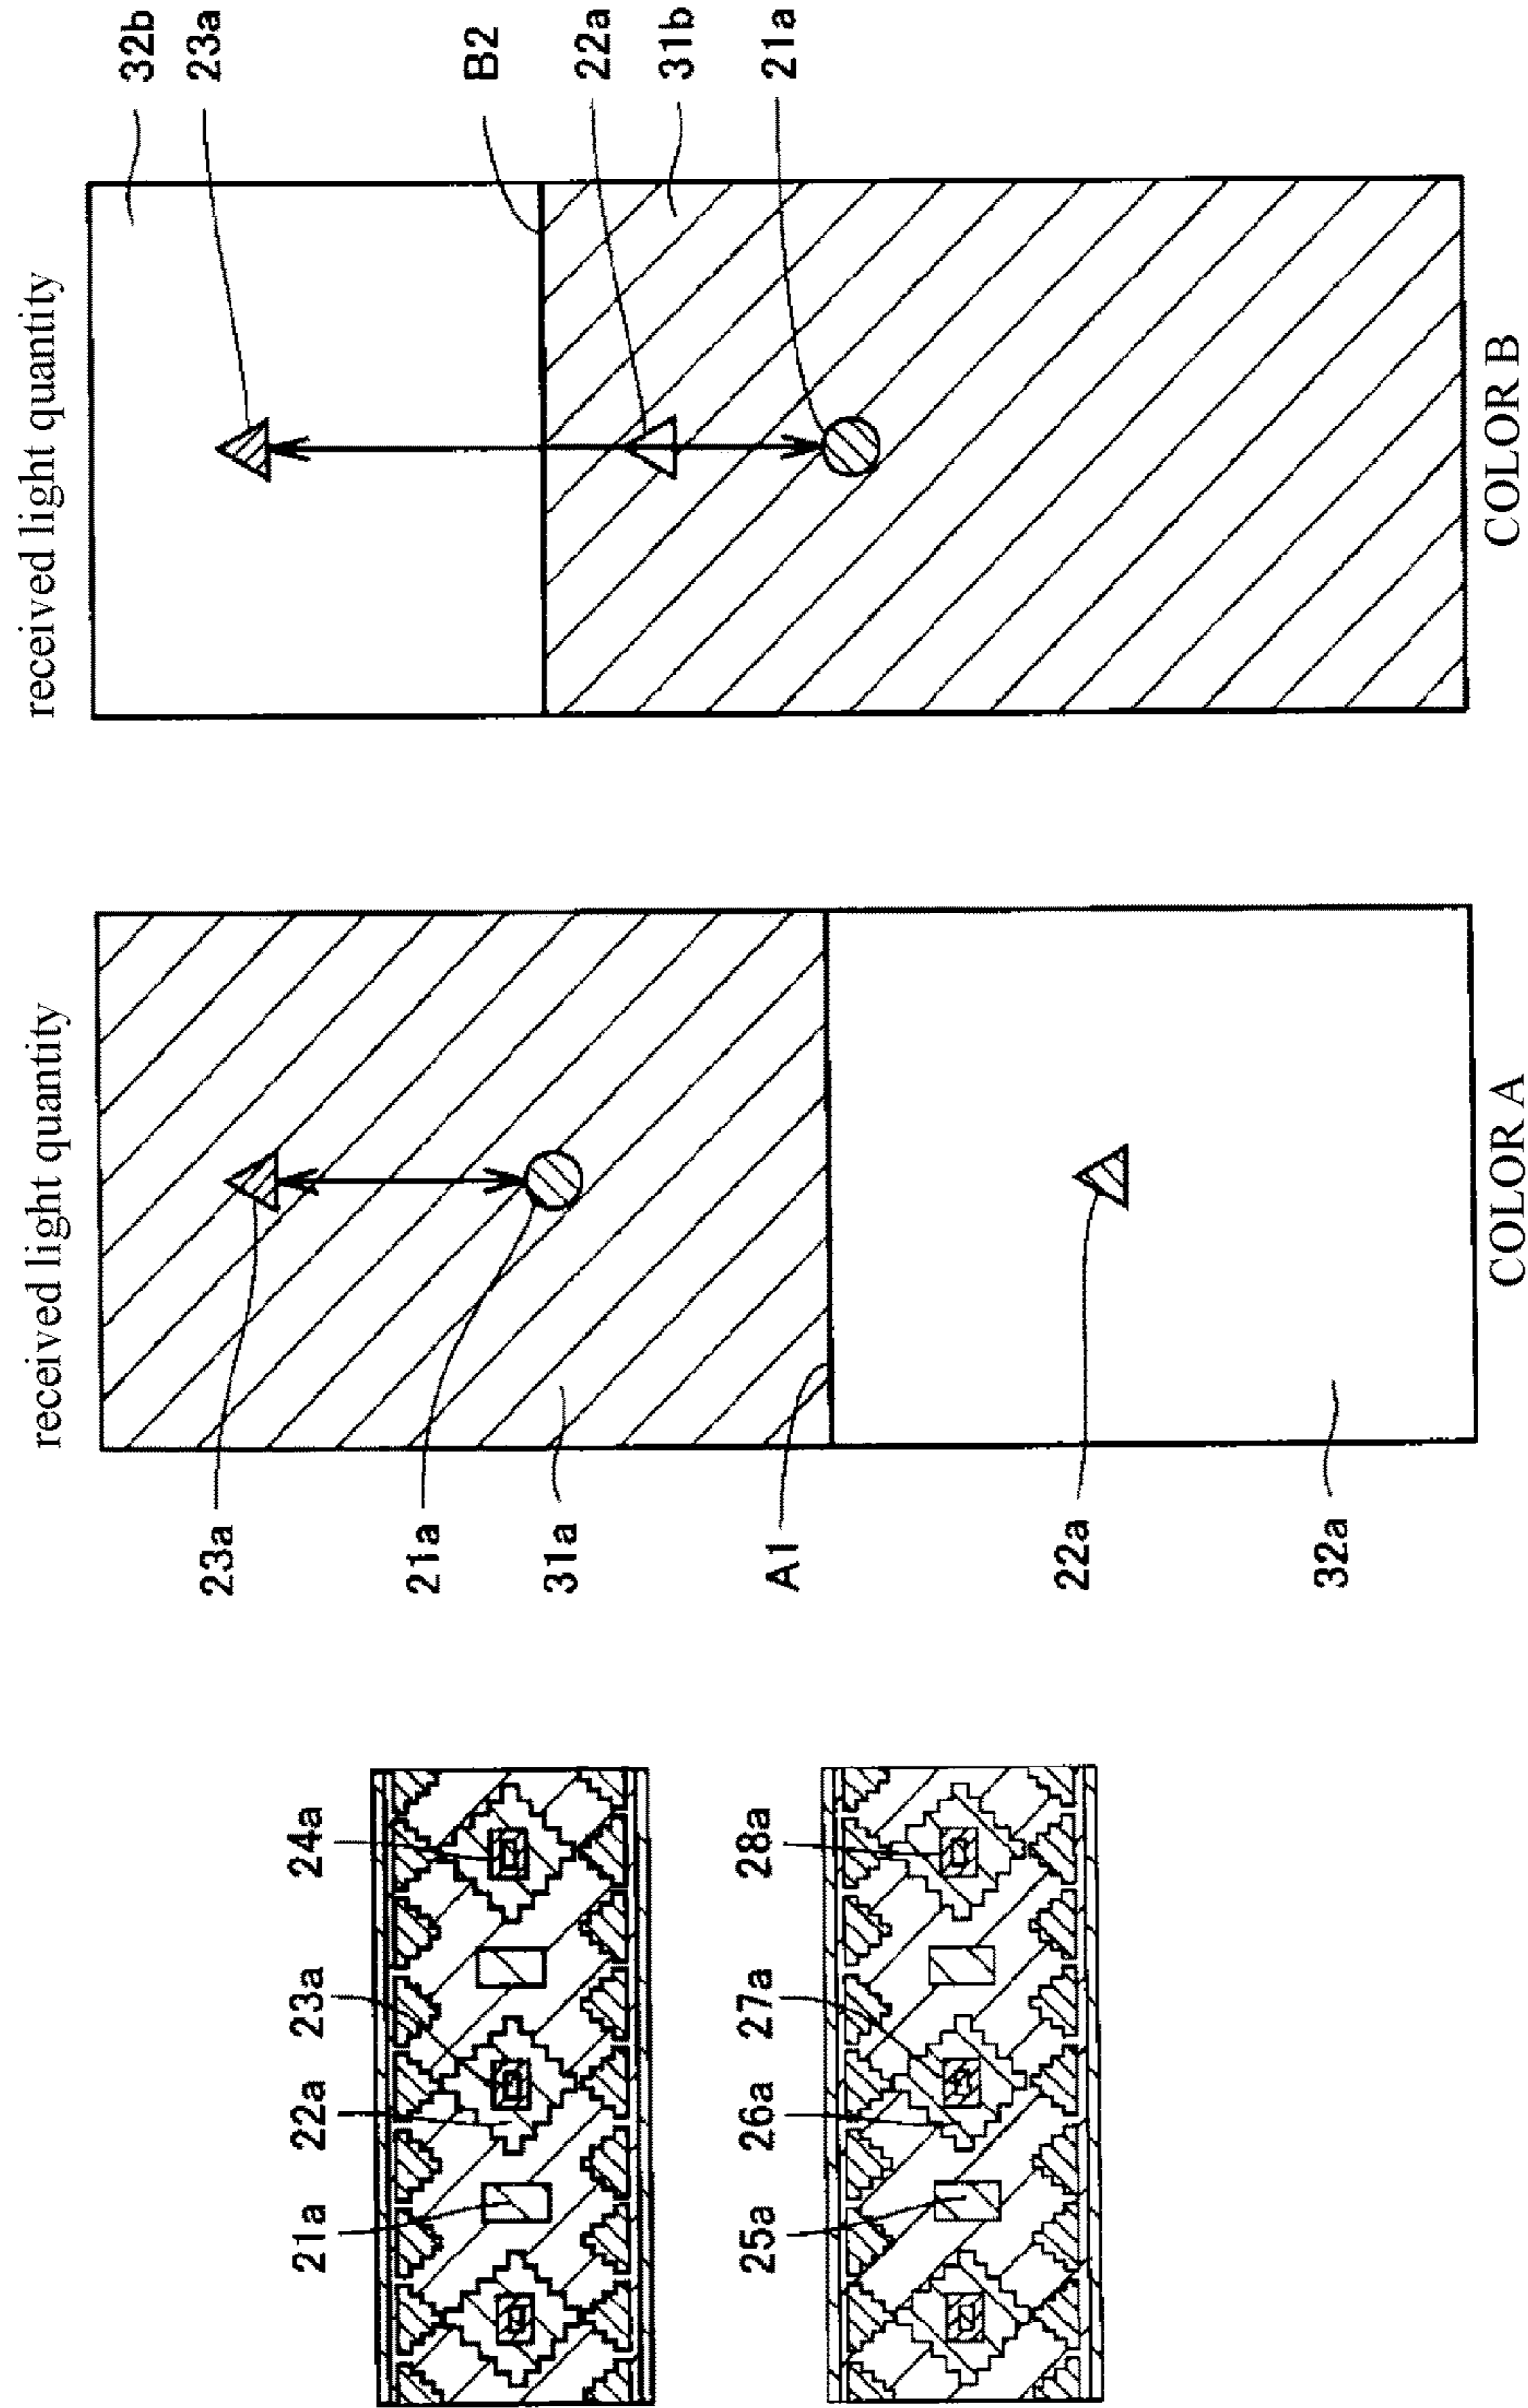 received light quantity
32b
23a
B2
22a
31b
21a
COLOR B
received light quantity
23a
21a
31a
A1
22a
32a
COLOR A
21a
22a
23a
24a
25a
26a
27a
28a